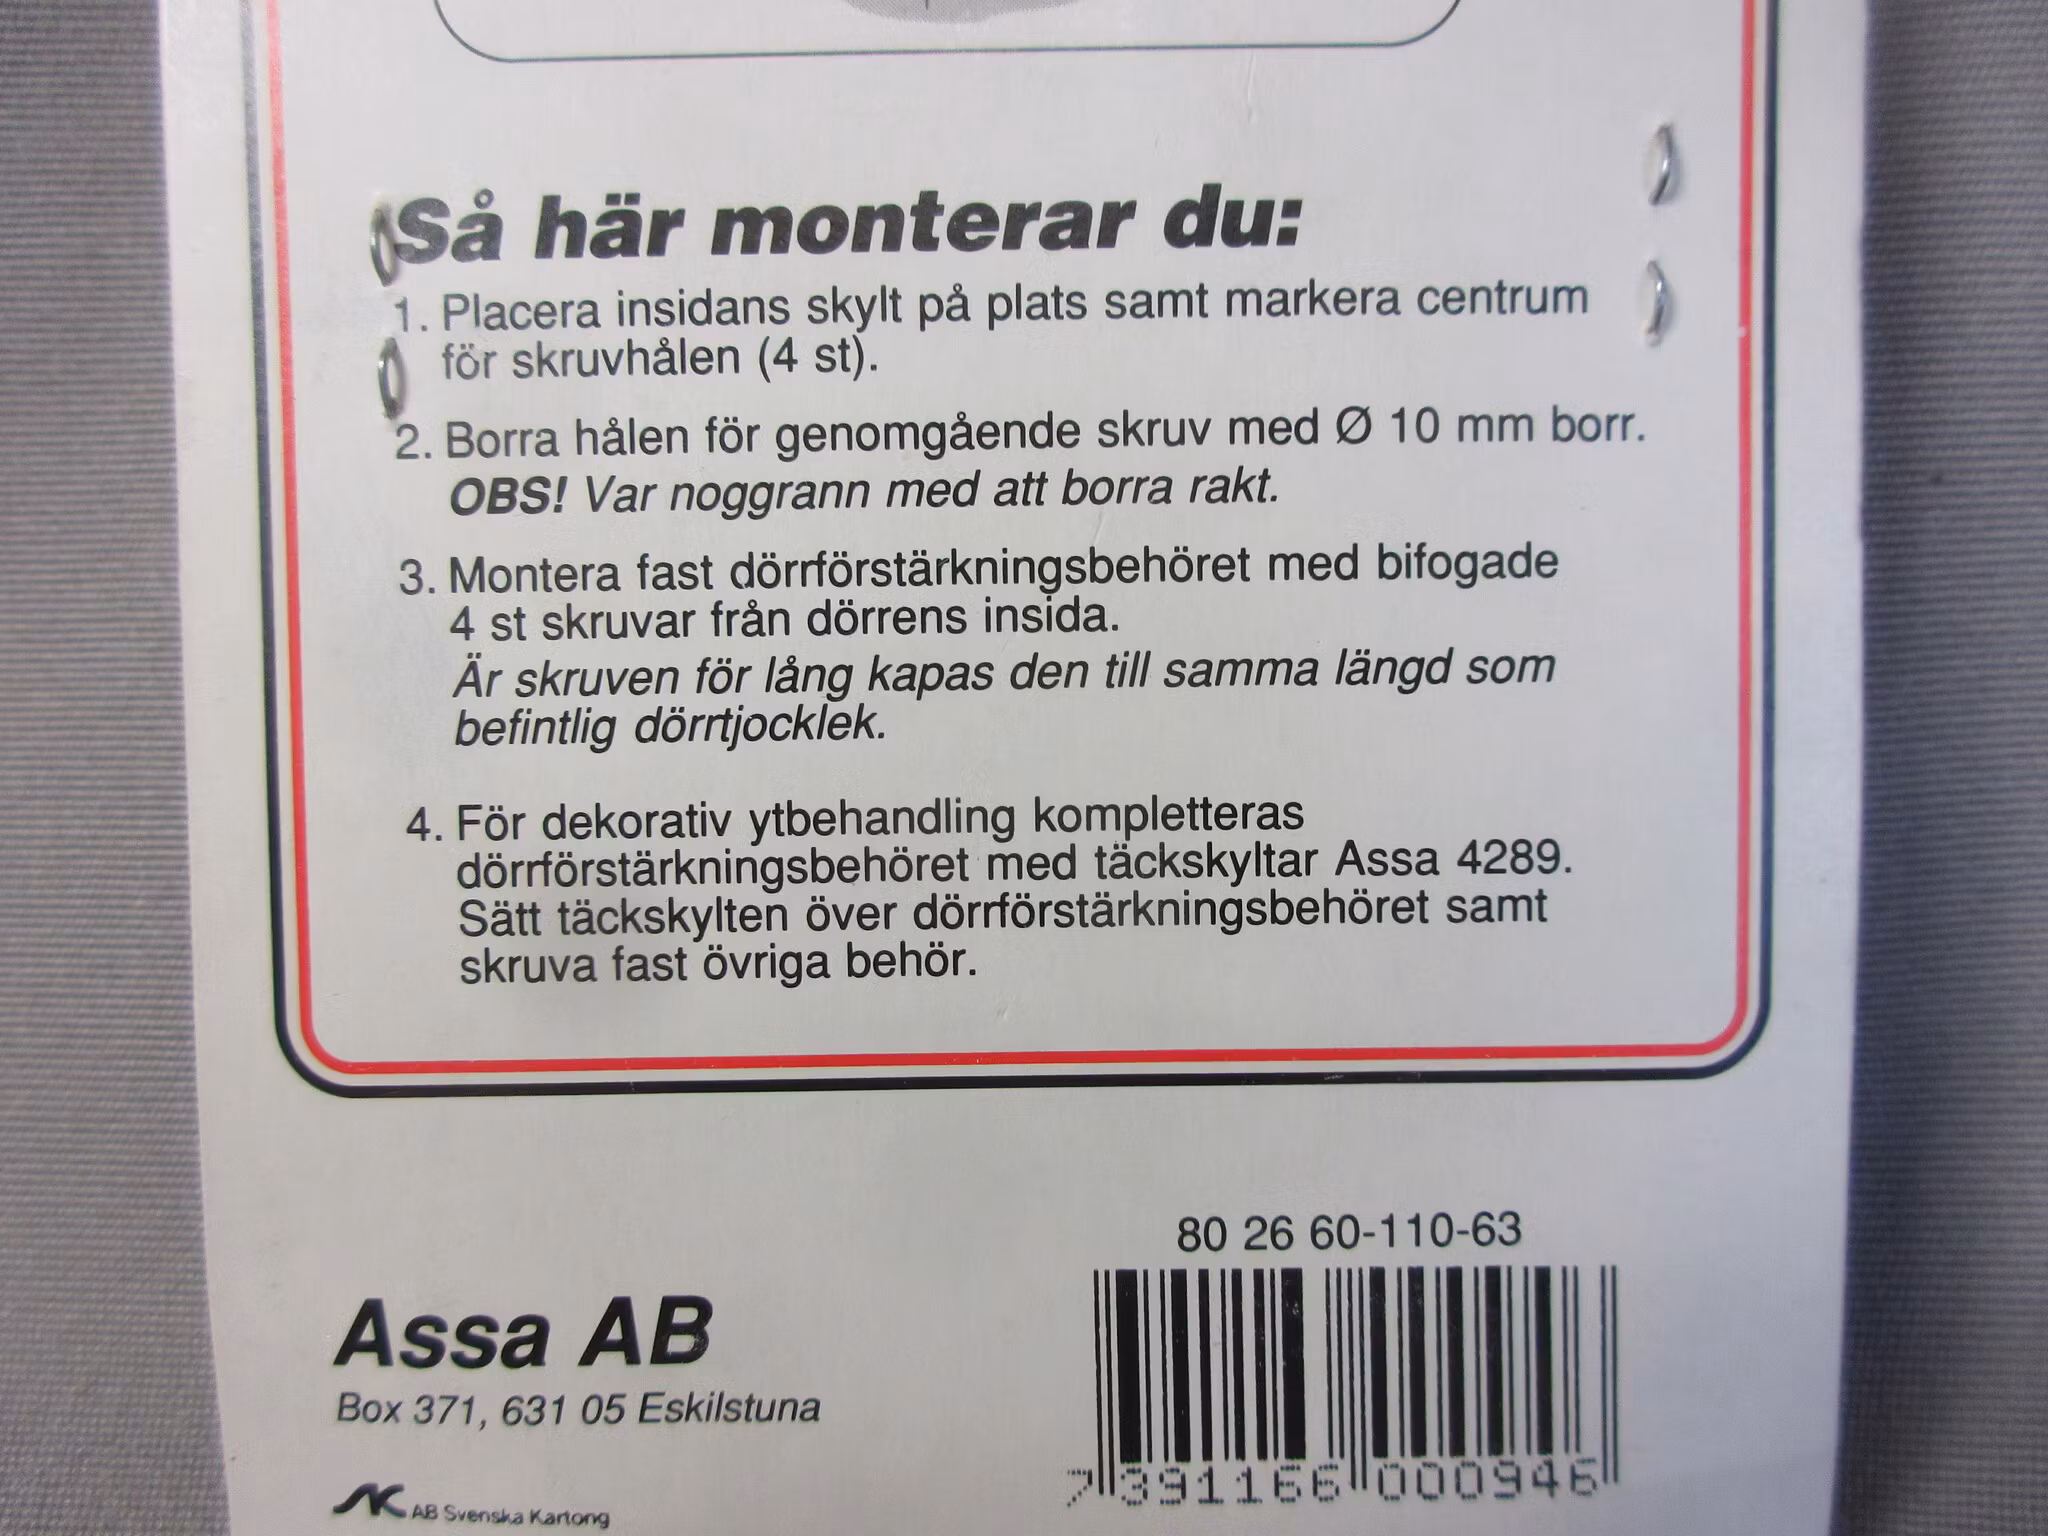 Så här monterar du:
1. Placera insidans skylt på plats samt markera centrum
för skruvhålen (4 st).
2. Borra hålen för genomgående skruv med Ø 10 mm borr.
OBS! Var noggrann med att borra rakt.
3. Montera fast dörrförstärkningsbehöret med bifogade
4 st skruvar från dörrens insida.
Är skruven för lång kapas den till samma längd som
befintlig dörrtjocklek.
4. För dekorativ ytbehandling kompletteras
dörrförstärkningsbehöret med täckskyltar Assa 4289.
Sätt täckskylten över dörrförstärkningsbehöret samt
skruva fast övriga behör.
80 26 60-110-63
Assa AB
Box 371, 631 05 Eskilstuna
7 391166 000946
AB Svenska Kartong